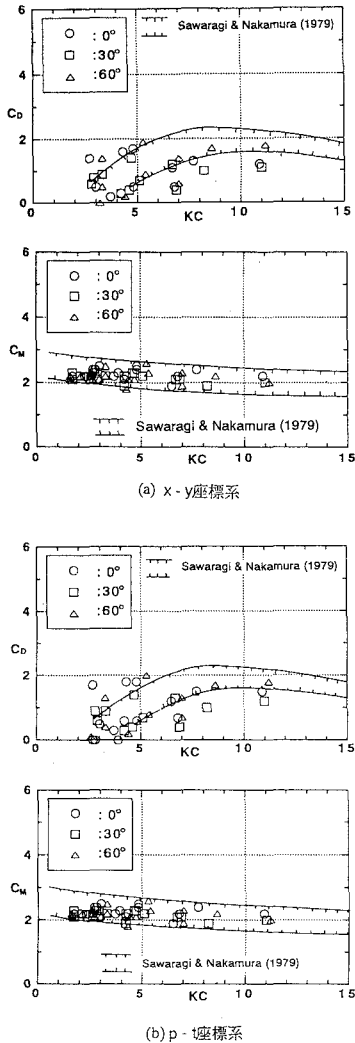 6
Sawaragi & Nakamura (1979)
○ : 0°
□ :30°
△ :60°
4
C_D
2
0
0
5
KC
10
15
6
○ : 0°
□ :30°
△ :60°
4
C_M
2
Sawaragi & Nakamura (1979)
0
0
5
KC
10
15
(a) x - y座標系
6
Sawaragi & Nakamura (1979)
○ : 0°
□ :30°
△ :60°
4
C_D
2
0
0
5
KC
10
15
6
○ : 0°
□ :30°
△ :60°
4
C_M
2
Sawaragi & Nakamura (1979)
0
0
5
KC
10
15
(b) p - t座標系